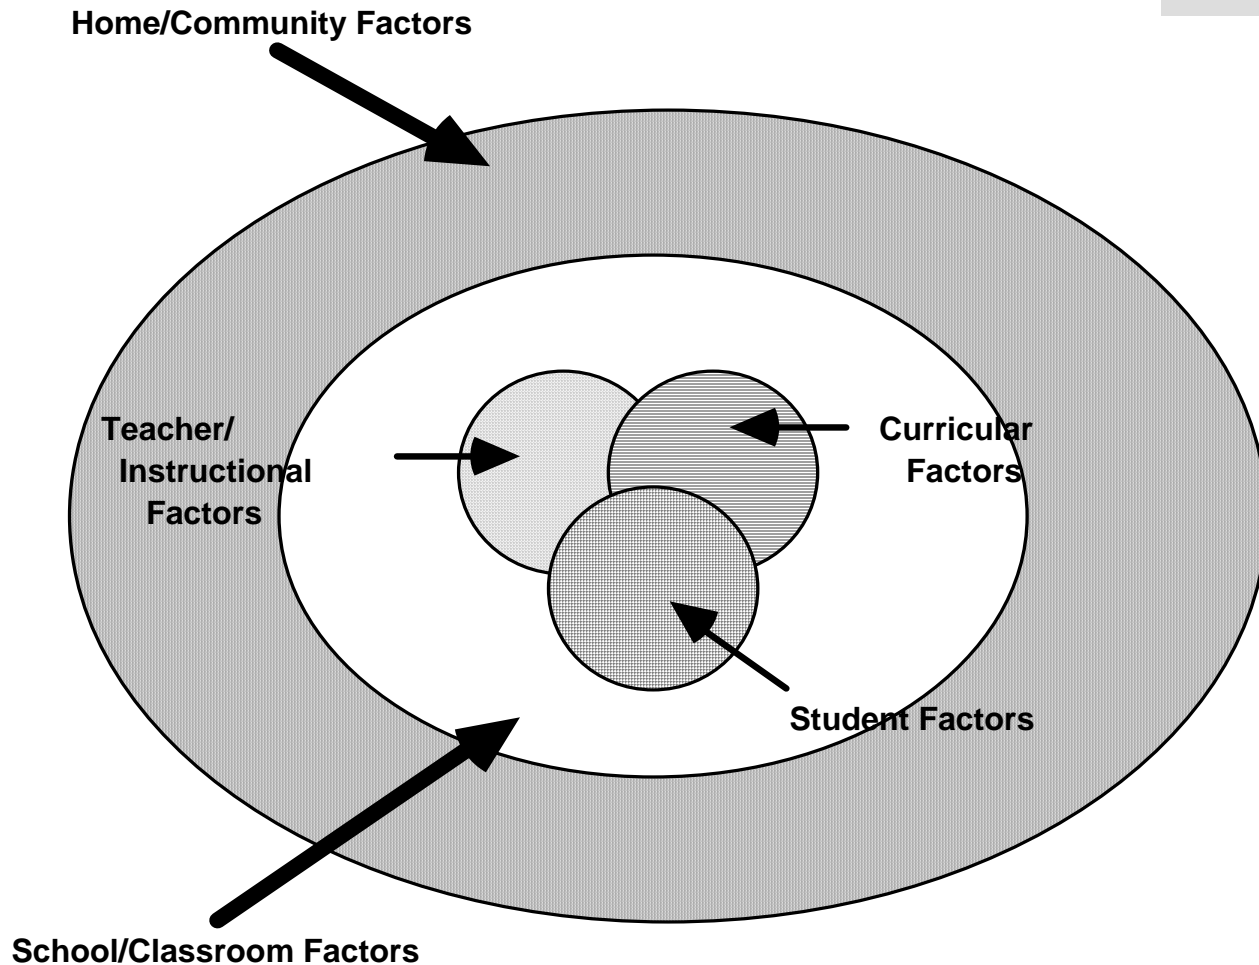 Home/Community Factors
Teacher/
Instructional
Factors
Curricular
Factors
Student Factors
School/Classroom Factors